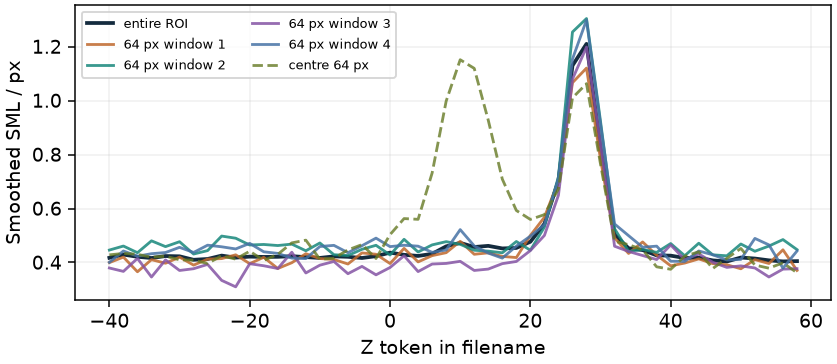 entire ROI
64 px window 1
64 px window 2
64 px window 3
64 px window 4
centre 64 px
Smoothed SML / px
1.2
1.0
0.8
0.6
0.4
−40 −20 0 20 40 60
Z token in filename